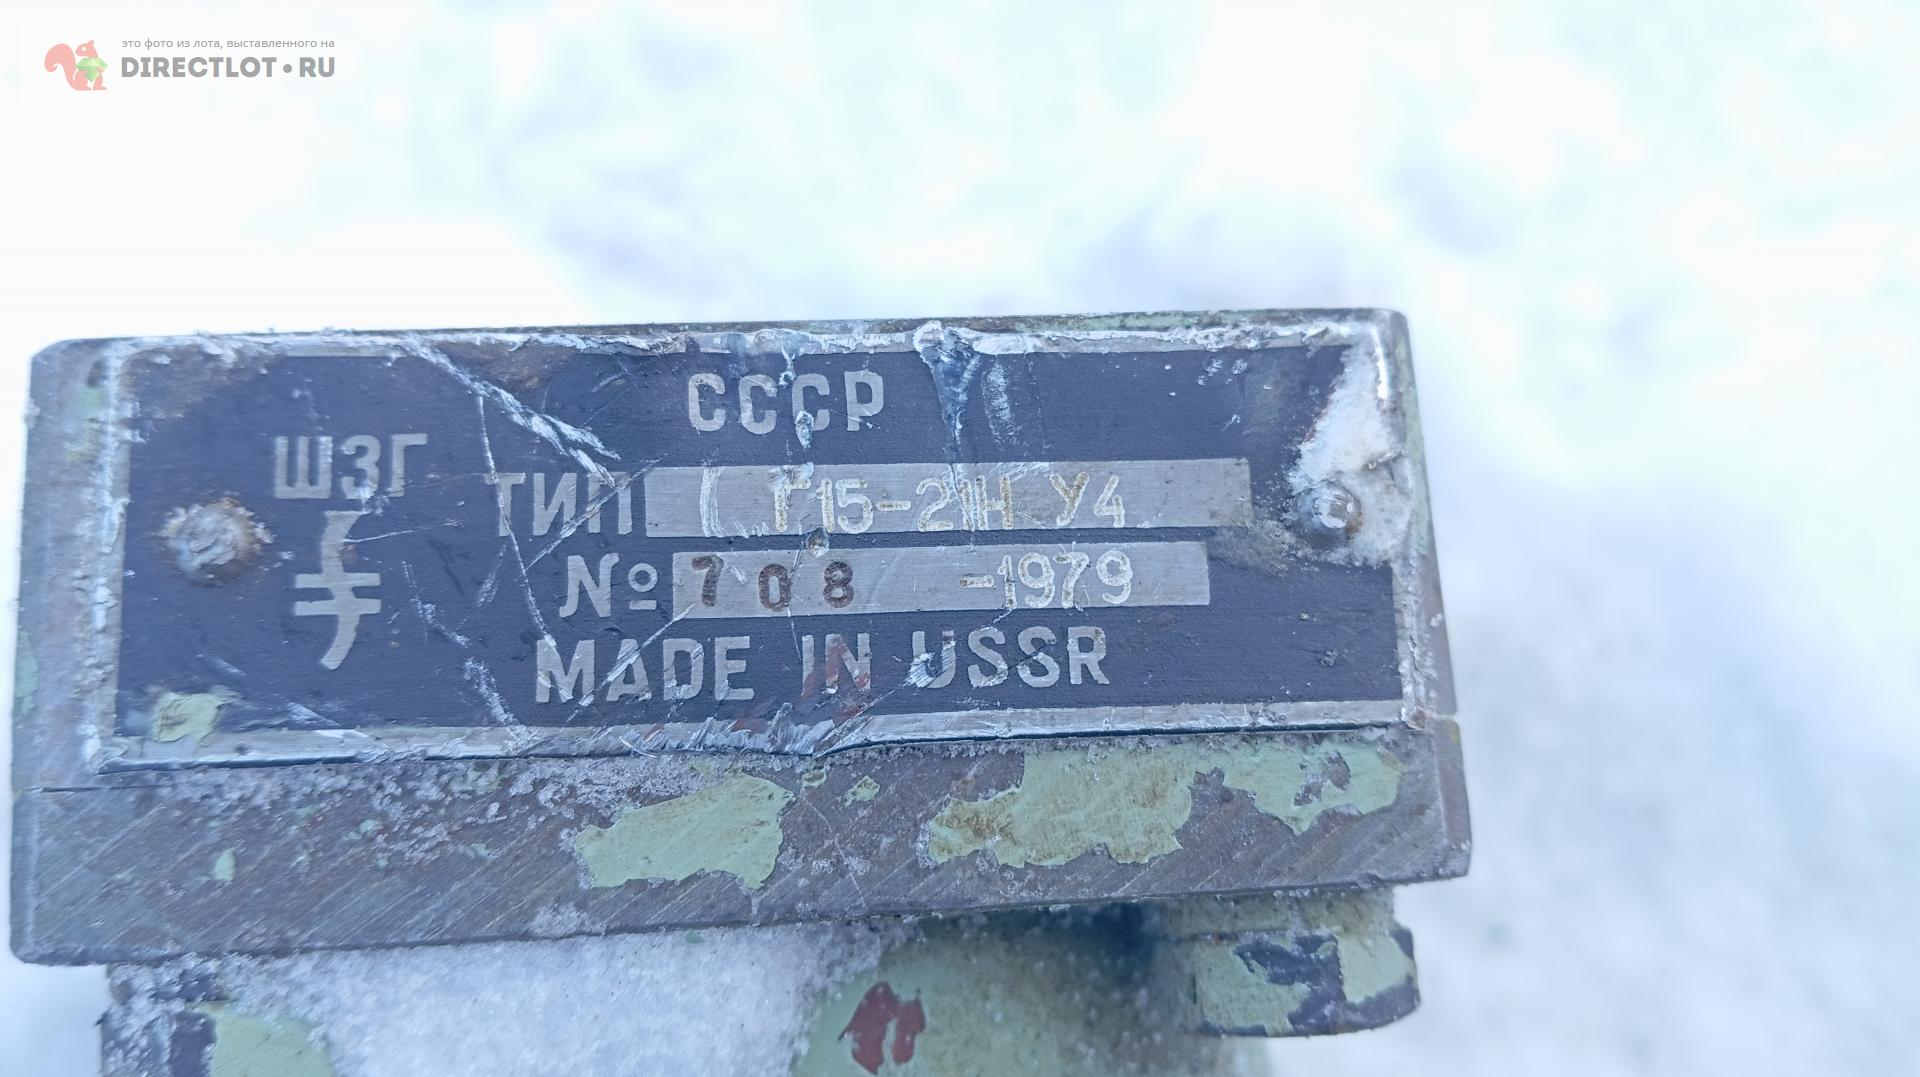 это фото из лота, выставленного на
DIRECTLOT•RU
СССР
ШЗГ
ТИП Г15-21Н У4
№ 708 -1979
MADE IN USSR